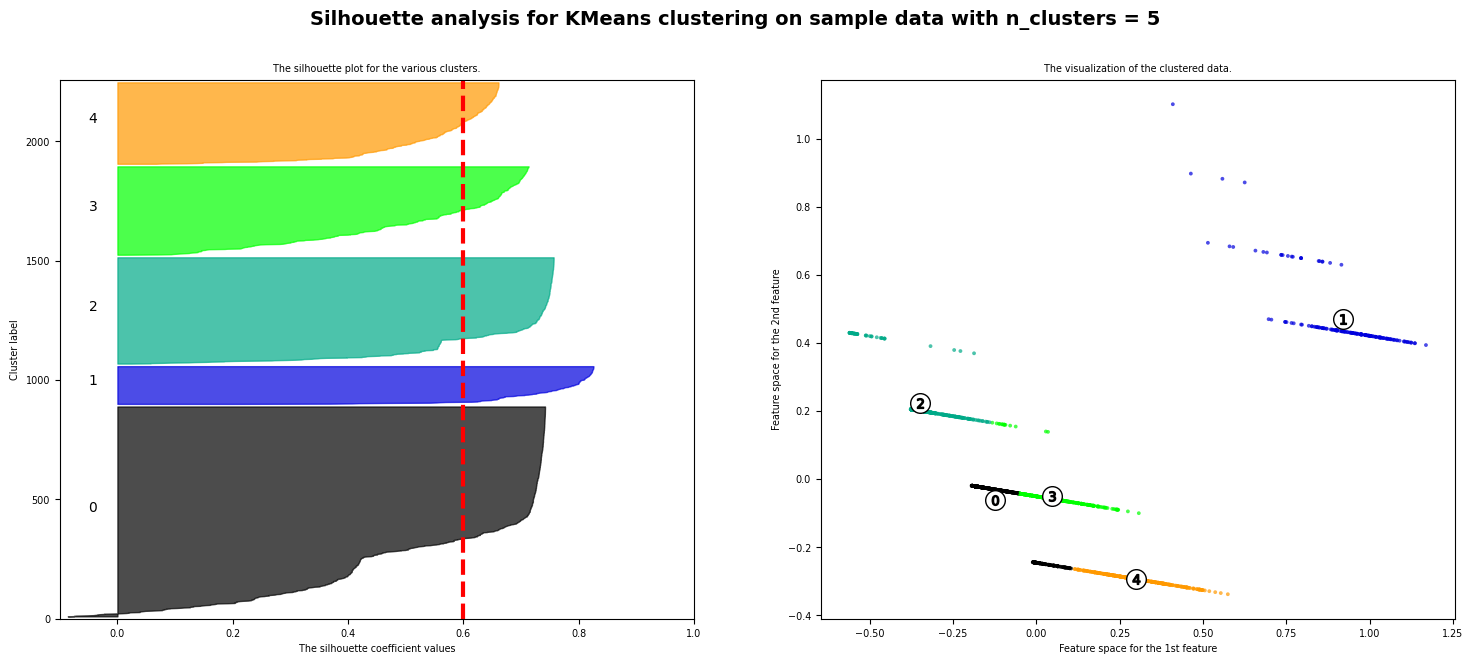 Silhouette analysis for KMeans clustering on sample data with n_clusters = 5
The silhouette plot for the various clusters.
4
3
2
1
0
2000
1500
1000
500
0
Cluster label
0.0 0.2 0.4 0.6 0.8 1.0
The silhouette coefficient values
The visualization of the clustered data.
1.0
0.8
0.6
0.4
0.2
0.0
−0.2
−0.4
Feature space for the 2nd feature
1
2
0
3
4
−0.50 −0.25 0.00 0.25 0.50 0.75 1.00 1.25
Feature space for the 1st feature